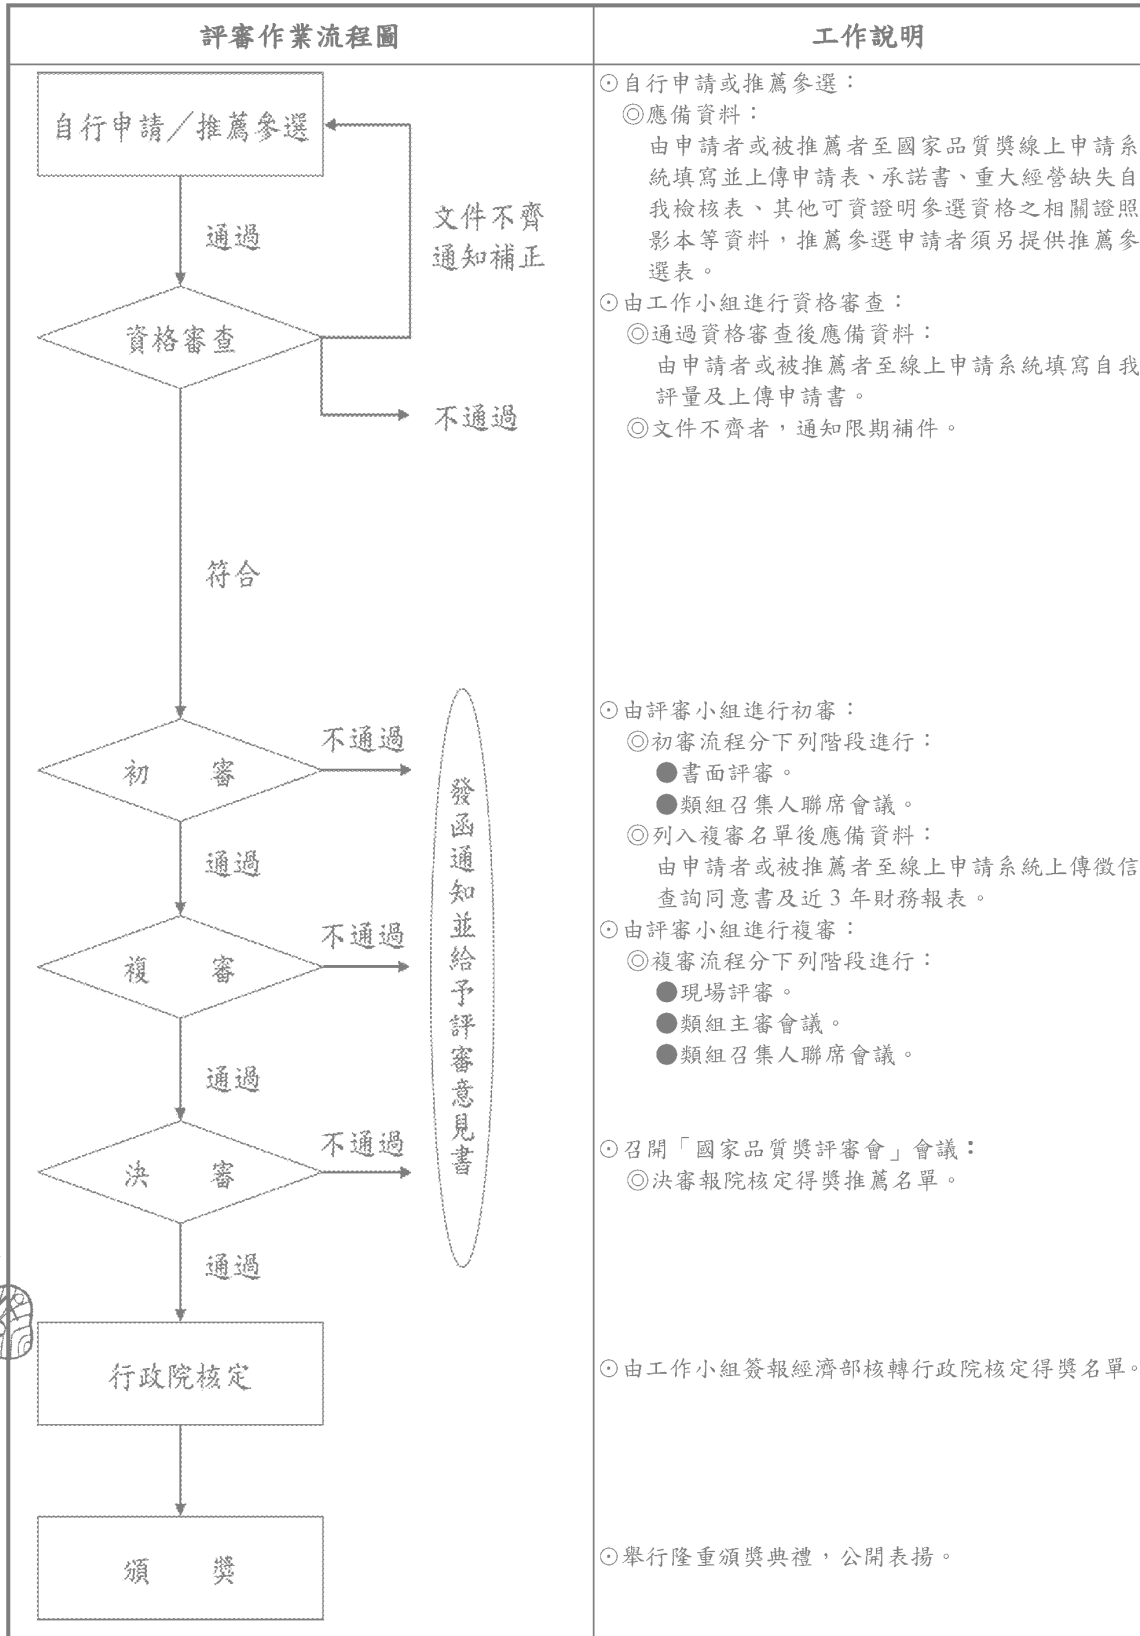 評審作業流程圖
工作說明
自行申請／推薦參選
通過
文件不齊
通知補正
資格審查
不通過
符合
初　審
不通過
通過
複　審
不通過
通過
決　審
不通過
通過
發函通知並給予評審意見書
行政院核定
頒　獎
⊙自行申請或推薦參選：
◎應備資料：
由申請者或被推薦者至國家品質獎線上申請系
統填寫並上傳申請表、承諾書、重大經營缺失自
我檢核表、其他可資證明參選資格之相關證照
影本等資料，推薦參選申請者須另提供推薦參
選表。
⊙由工作小組進行資格審查：
◎通過資格審查後應備資料：
由申請者或被推薦者至線上申請系統填寫自我
評量及上傳申請書。
◎文件不齊者，通知限期補件。
⊙由評審小組進行初審：
◎初審流程分下列階段進行：
●書面評審。
●類組召集人聯席會議。
◎列入複審名單後應備資料：
由申請者或被推薦者至線上申請系統上傳徵信
查詢同意書及近 3 年財務報表。
⊙由評審小組進行複審：
◎複審流程分下列階段進行：
●現場評審。
●類組主審會議。
●類組召集人聯席會議。
⊙召開「國家品質獎評審會」會議：
◎決審報院核定得獎推薦名單。
⊙由工作小組簽報經濟部核轉行政院核定得獎名單。
⊙舉行隆重頒獎典禮，公開表揚。